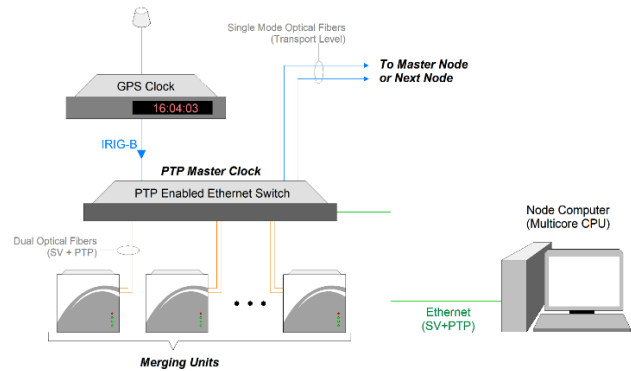 Single Mode Optical Fibers
(Transport Level)
To Master Node
or Next Node
GPS Clock
16:04:03
IRIG-B
PTP Master Clock
PTP Enabled Ethernet Switch
Dual Optical Fibers
(SV + PTP)
Node Computer
(Multicore CPU)
Ethernet
(SV+PTP)
Merging Units